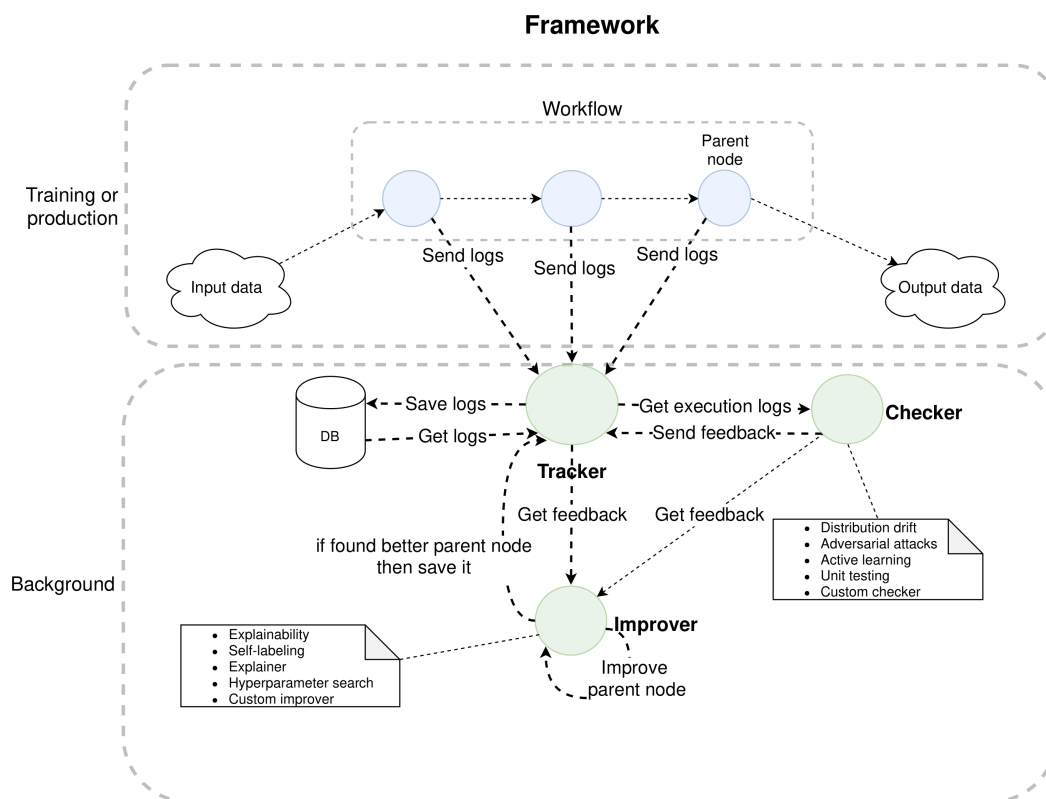 Framework
Workflow
Parent
node
Training or
production
Send logs
Send logs
Send logs
Input data
Output data
Save logs
Get execution logs
Checker
DB
Get logs
Send feedback
Tracker
Get feedback
Get feedback
if found better parent node
then save it
• Distribution drift
• Adversarial attacks
• Active learning
• Unit testing
• Custom checker
Background
Improver
• Explainability
• Self-labeling
• Explainer
• Hyperparameter search
• Custom improver
Improve
parent node